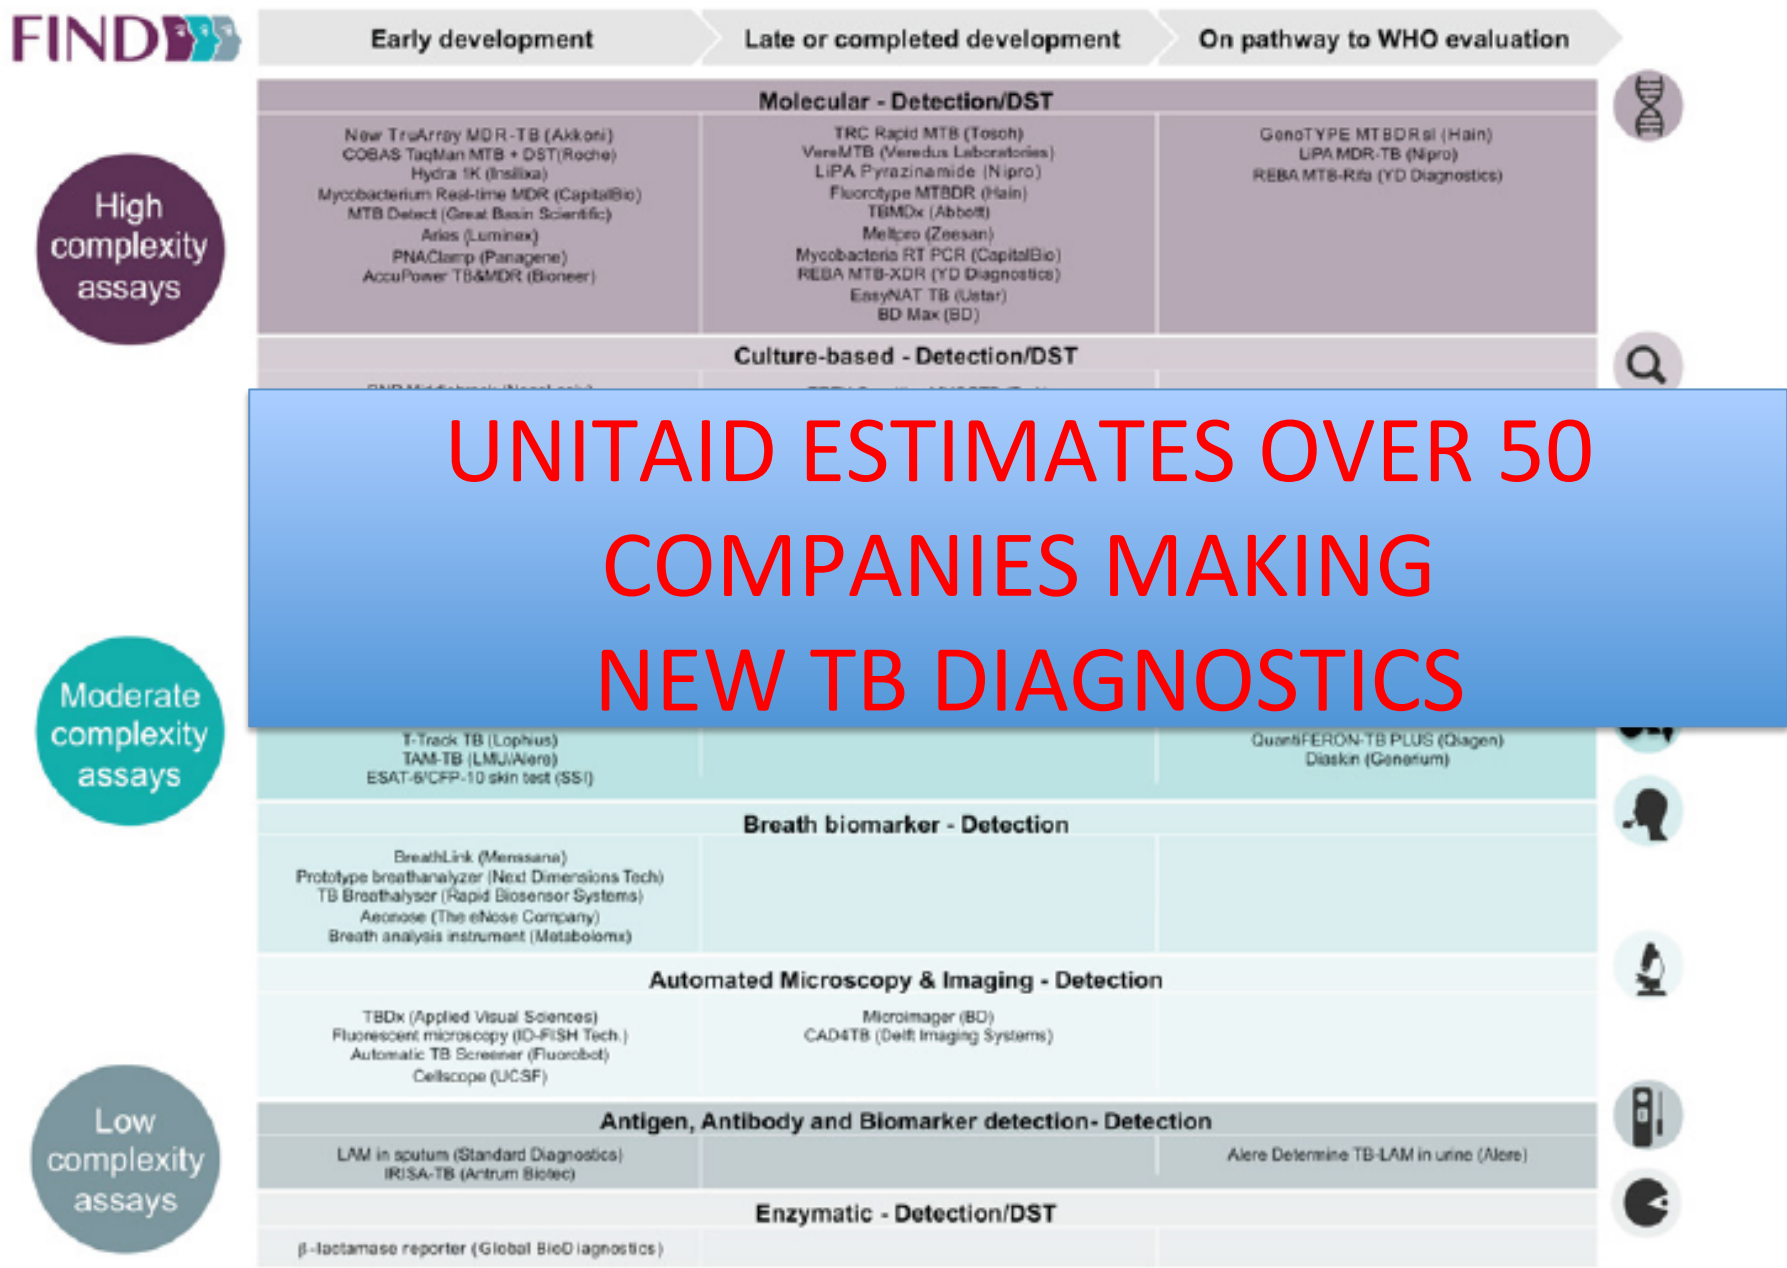 FIND
Early development
Late or completed development
On pathway to WHO evaluation
Molecular - Detection/DST
New TruArray MDR-TB (Akkoni)
COBAS TaqMan MTB + DST(Roche)
Hydra 1K (Insilixa)
Mycobacterium Real-time MDR (CapitalBio)
MTB Detect (Great Basin Scientific)
Aries (Luminex)
PNAClamp (Panagene)
AccuPower TB&MDR (Bioneer)
TRC Rapid MTB (Tosoh)
VereMTB (Veredus Laboratories)
LiPA Pyrazinamide (Nipro)
Fluorotype MTBDR (Hain)
TBMDx (Abbott)
Meltpro (Zeesan)
Mycobacteria RT PCR (CapitalBio)
REBA MTB-XDR (YD Diagnostics)
EasyNAT TB (Ustar)
BD Max (BD)
GenoTYPE MTBDRsl (Hain)
LiPA MDR-TB (Nipro)
REBA MTB-Rifa (YD Diagnostics)
High
complexity
assays
Culture-based - Detection/DST
UNITAID ESTIMATES OVER 50
COMPANIES MAKING
NEW TB DIAGNOSTICS
Moderate
complexity
assays
T-Track TB (Lophius)
TAM-TB (LMU/Alere)
ESAT-6/CFP-10 skin test (SSI)
QuantiFERON-TB PLUS (Qiagen)
Diaskin (Generium)
Breath biomarker - Detection
BreathLink (Menssana)
Prototype breathanalyzer (Next Dimensions Tech)
TB Breathalyser (Rapid Biosensor Systems)
Aeonose (The eNose Company)
Breath analysis instrument (Metabolomx)
Automated Microscopy & Imaging - Detection
TBDx (Applied Visual Sciences)
Fluorescent microscopy (ID-FISH Tech.)
Automatic TB Screener (Fluorobot)
Cellscope (UCSF)
Microimager (BD)
CAD4TB (Delft Imaging Systems)
Low
complexity
assays
Antigen, Antibody and Biomarker detection- Detection
LAM in sputum (Standard Diagnostics)
IRISA-TB (Antrum Biotec)
Alere Determine TB-LAM in urine (Alere)
Enzymatic - Detection/DST
β-lactamase reporter (Global BioDiagnostics)